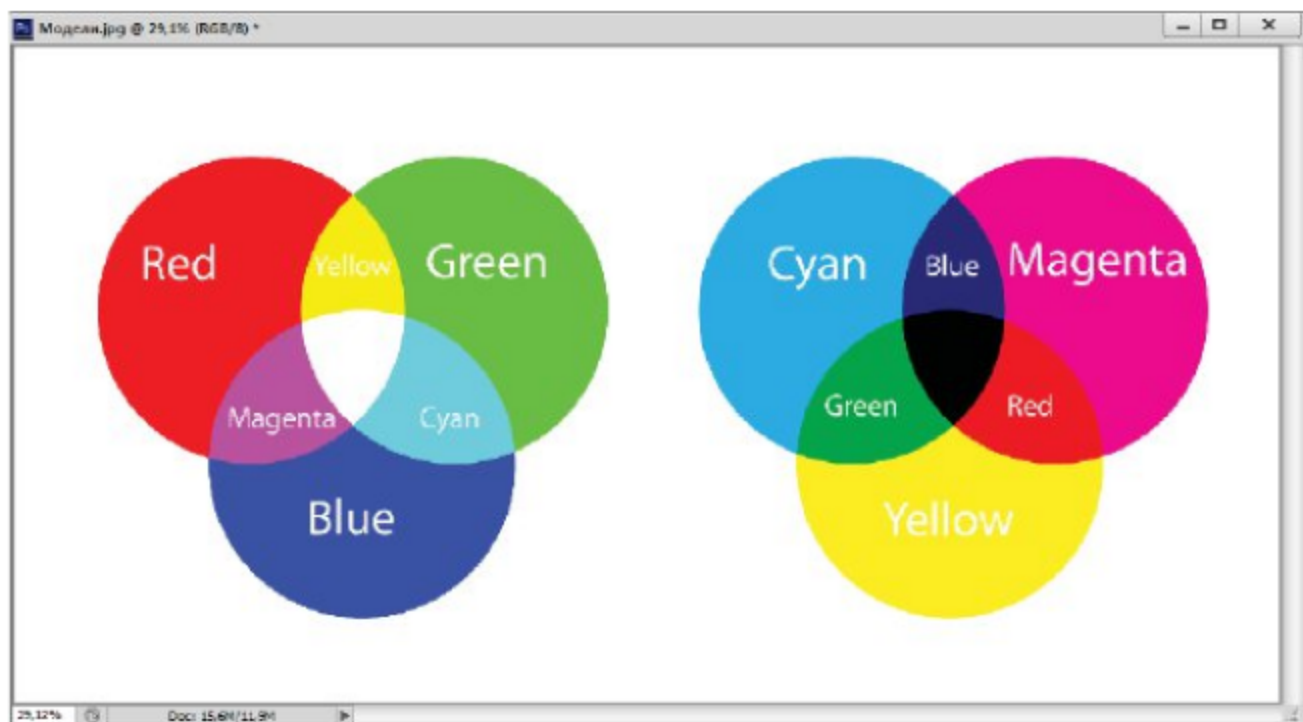 Модели.jpg @ 29,1% (RGB/8) *
Red
Yellow
Green
Magenta
Cyan
Blue
Cyan
Blue
Magenta
Green
Red
Yellow
29,12%
Doc: 15,6M/11,9M